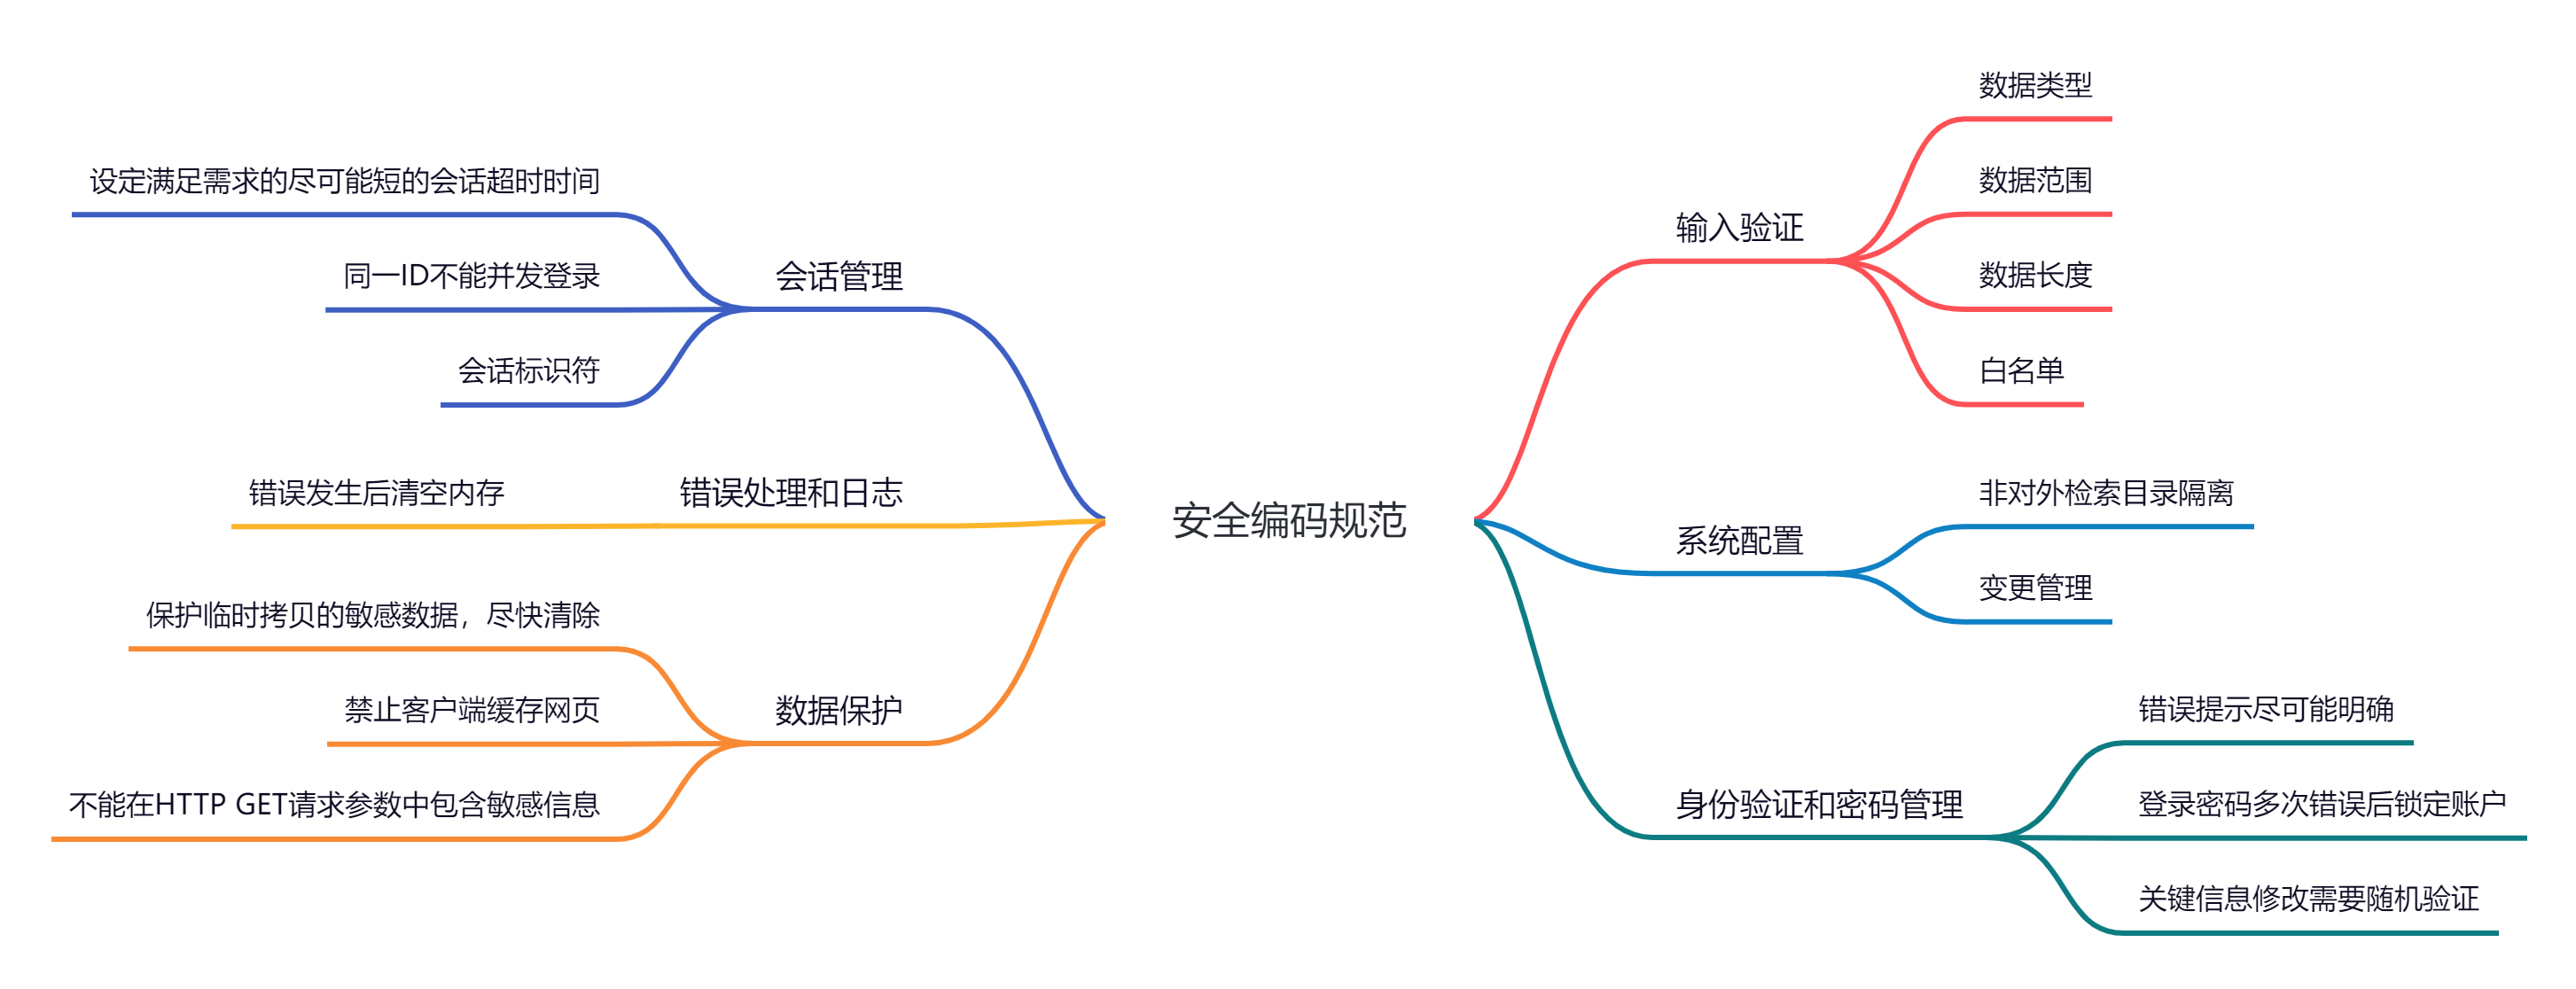 安全编码规范
输入验证
数据类型
数据范围
数据长度
白名单
系统配置
非对外检索目录隔离
变更管理
身份验证和密码管理
错误提示尽可能明确
登录密码多次错误后锁定账户
关键信息修改需要随机验证
会话管理
设定满足需求的尽可能短的会话超时时间
同一ID不能并发登录
会话标识符
错误处理和日志
错误发生后清空内存
数据保护
保护临时拷贝的敏感数据，尽快清除
禁止客户端缓存网页
不能在HTTP GET请求参数中包含敏感信息